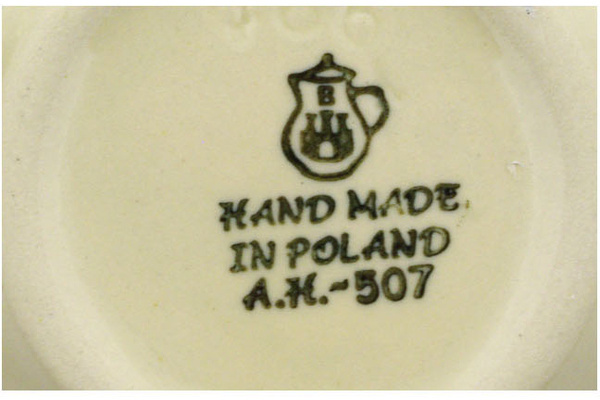 B
HAND MADE
IN POLAND
A.H.-507